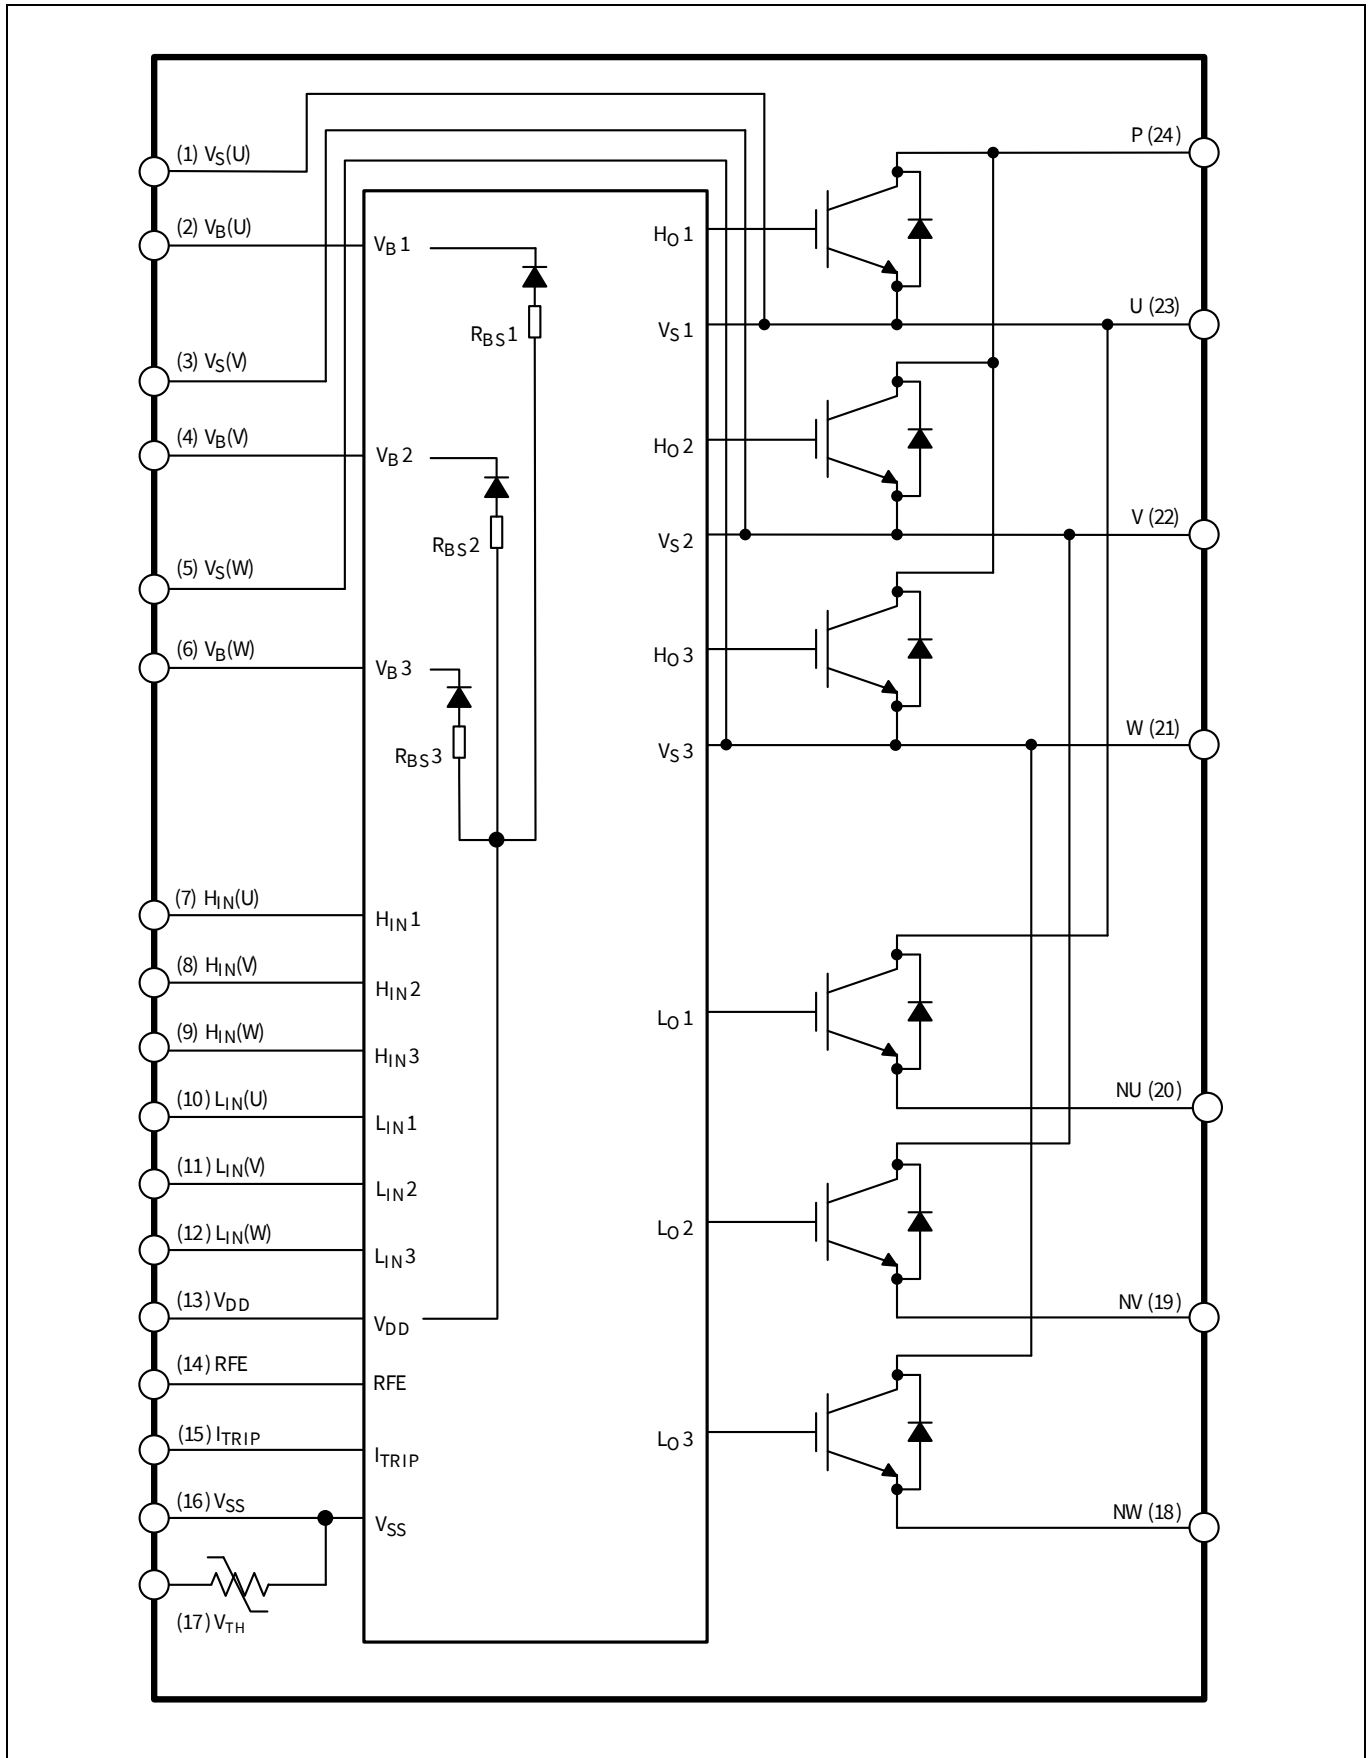 (1) VS(U)
(2) VB(U)
(3) VS(V)
(4) VB(V)
(5) VS(W)
(6) VB(W)
(7) HIN(U)
(8) HIN(V)
(9) HIN(W)
(10) LIN(U)
(11) LIN(V)
(12) LIN(W)
(13) VDD
(14) RFE
(15) ITRIP
(16) VSS
(17) VTH
VB1
RBS1
VB2
RBS2
VB3
RBS3
HIN1
HIN2
HIN3
LIN1
LIN2
LIN3
VDD
RFE
ITRIP
VSS
HO1
VS1
HO2
VS2
HO3
VS3
LO1
LO2
LO3
P (24)
U (23)
V (22)
W (21)
NU (20)
NV (19)
NW (18)